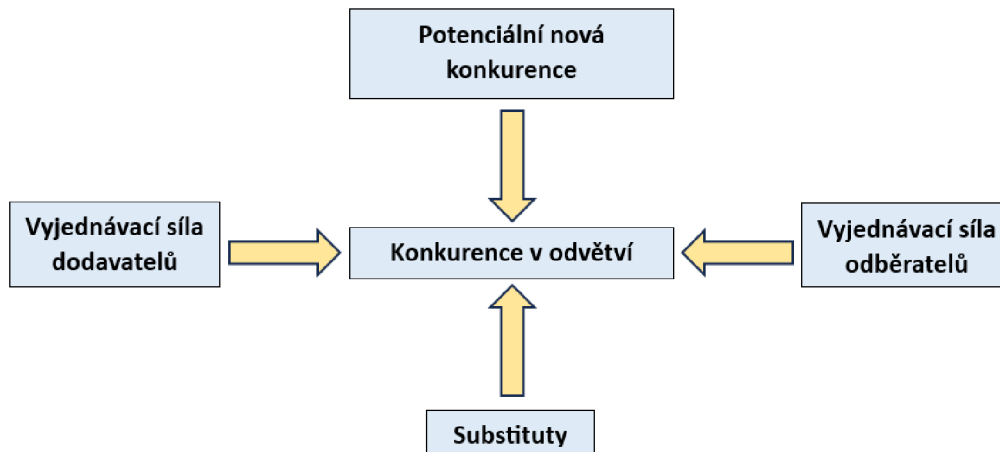 Potenciální nová
konkurence
Vyjednávací síla
dodavatelů
Konkurence v odvětví
Vyjednávací síla
odběratelů
Substituty